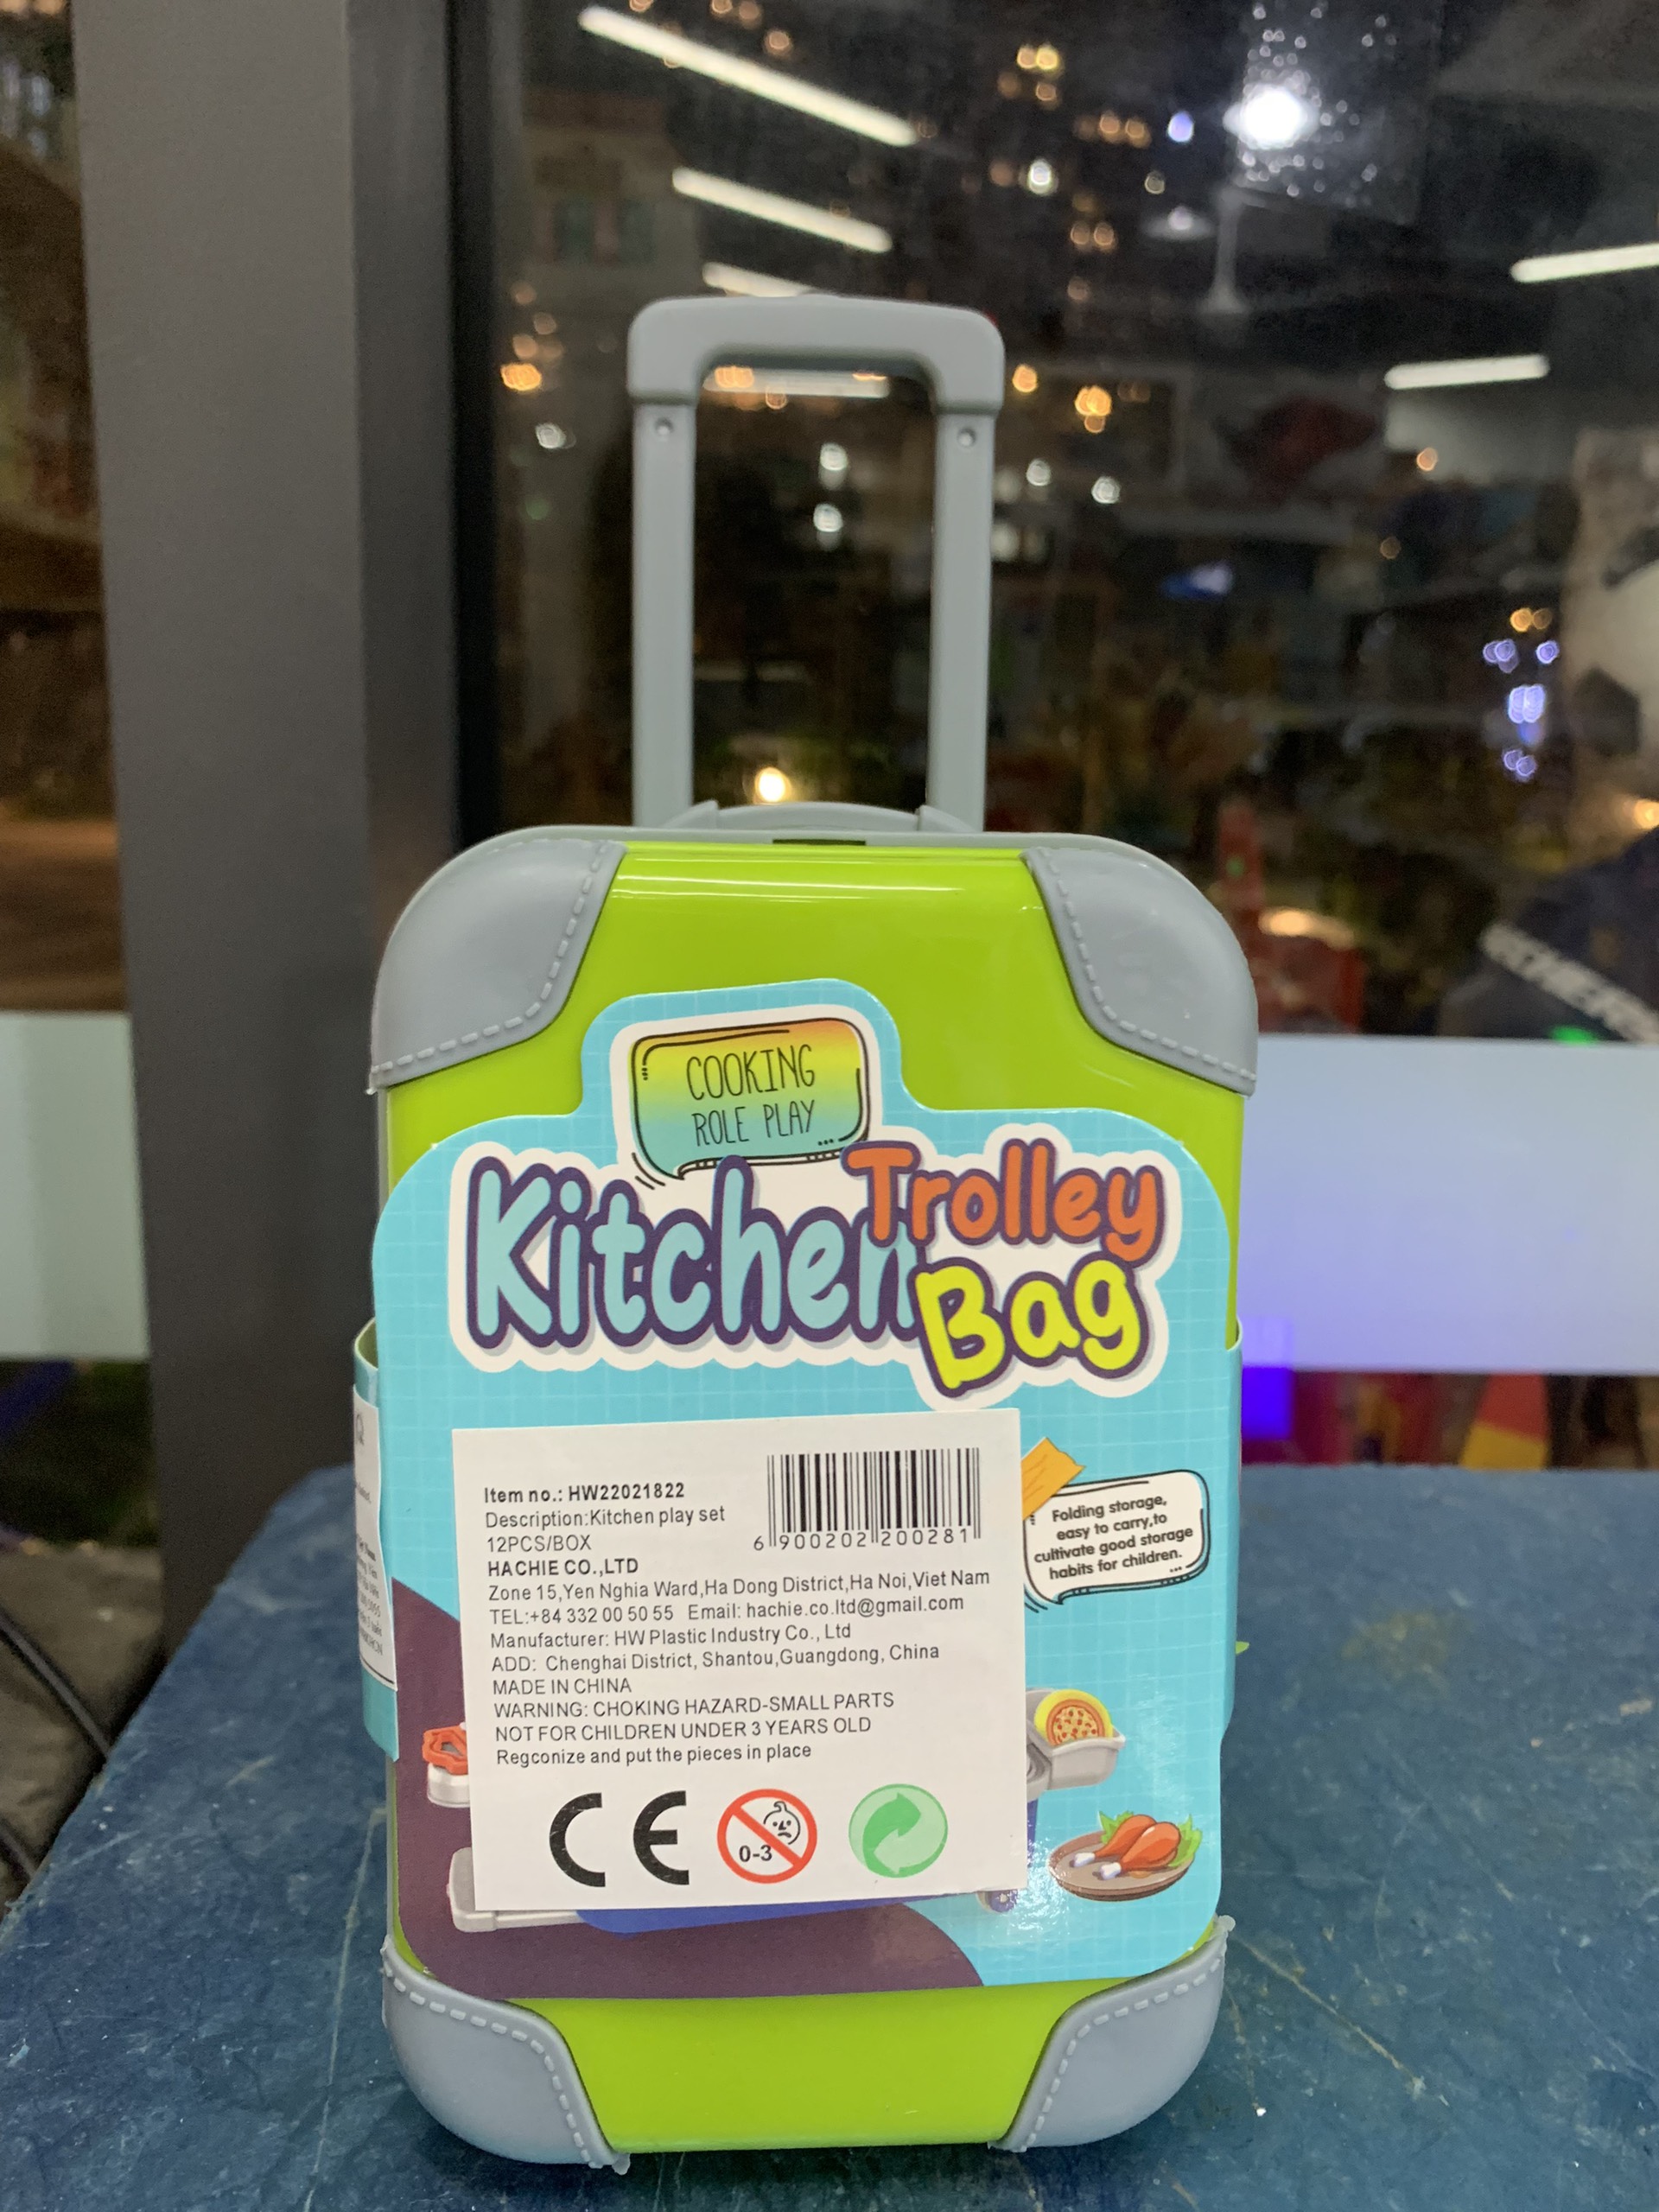 COOKING
ROLE PLAY
Kitchen
Trolley
Bag
Item no.: HW22021822
Description:Kitchen play set
12PCS/BOX
6 900202 200281
HACHIE CO.,LTD
Zone 15,Yen Nghia Ward,Ha Dong District,Ha Noi,Viet Nam
TEL:+84 332 00 50 55 Email: hachie.co.ltd@gmail.com
Manufacturer: HW Plastic Industry Co., Ltd
ADD: Chenghai District, Shantou,Guangdong, China
MADE IN CHINA
WARNING: CHOKING HAZARD-SMALL PARTS
NOT FOR CHILDREN UNDER 3 YEARS OLD
Regconize and put the pieces in place
CE
0-3
Folding storage,
easy to carry,to
cultivate good storage
habits for children.